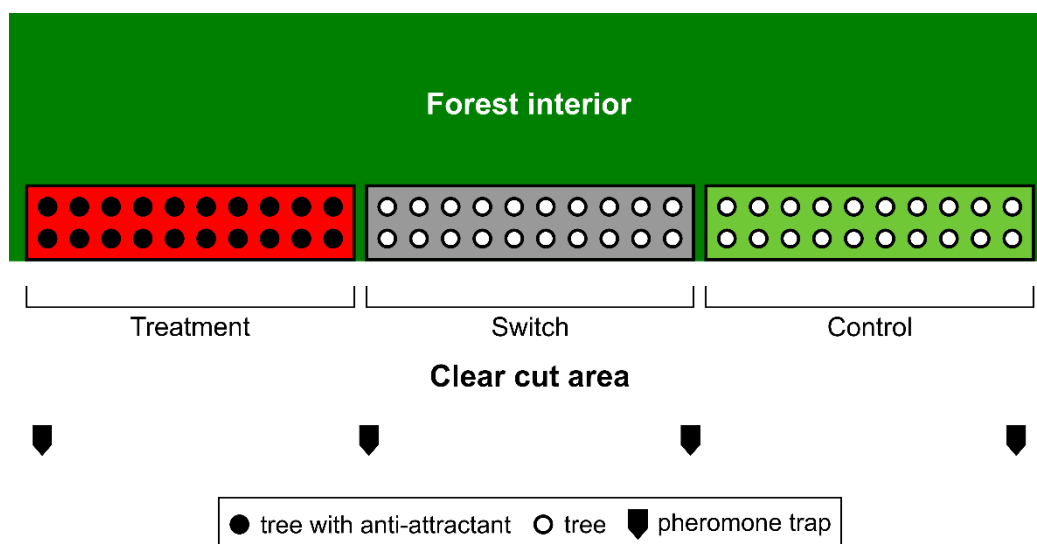 Forest interior
Treatment Switch Control
Clear cut area
tree with anti-attractant tree pheromone trap